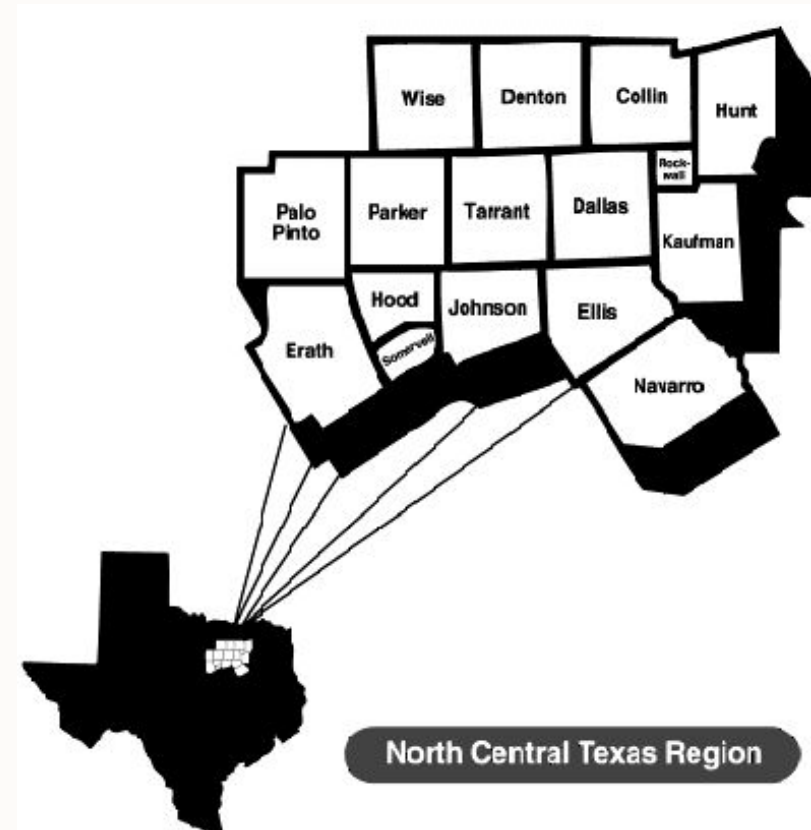 Wise
Denton
Collin
Hunt
Rock-
wall
Palo
Pinto
Parker
Tarrant
Dallas
Kaufman
Hood
Johnson
Ellis
Erath
Somervell
Navarro
North Central Texas Region